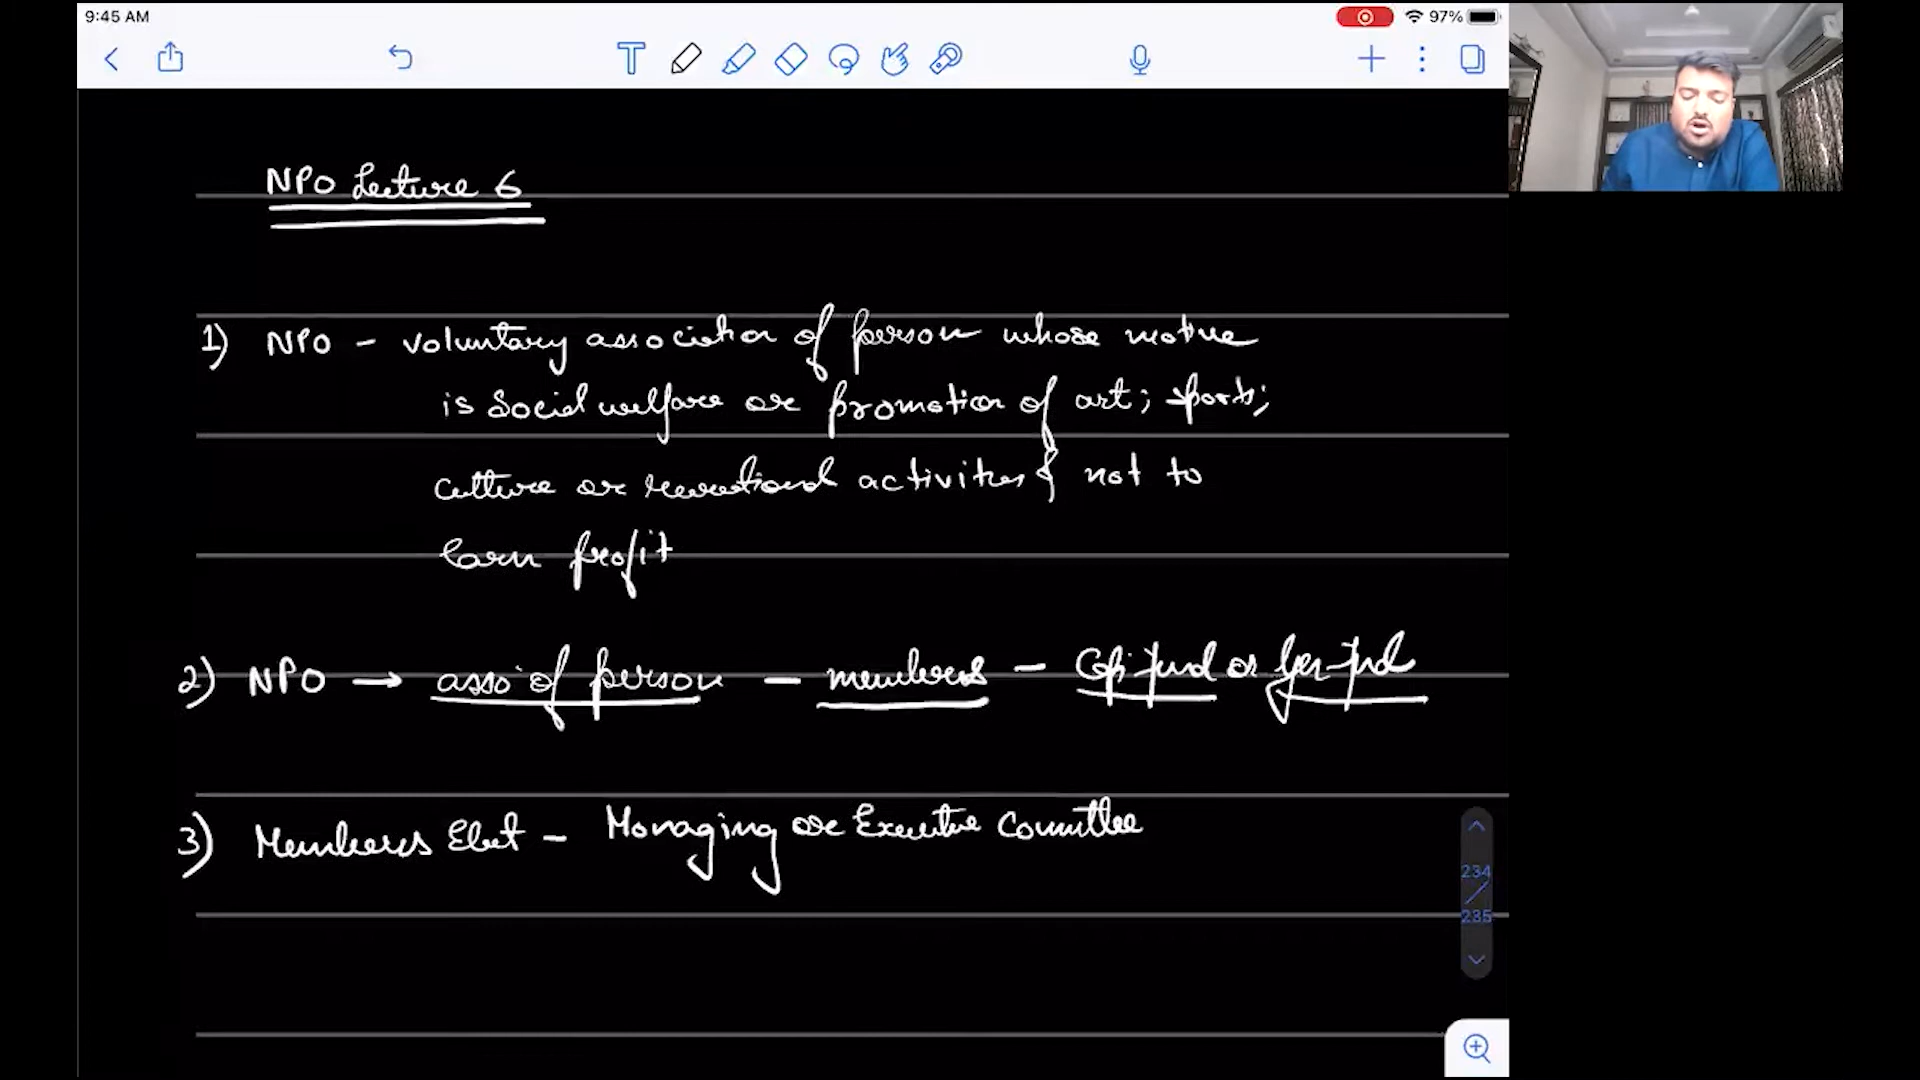 9:45 AM
97%
NPO Lecture 6
1) NPO - voluntary association of person whose motive
is Social welfare or promotion of art; sports;
culture or recreational activities & not to
Earn profit
2) NPO → asso of person - members - Cap fund or Gen fnd
3) Members Elect - Managing or Executive Committee
234
235